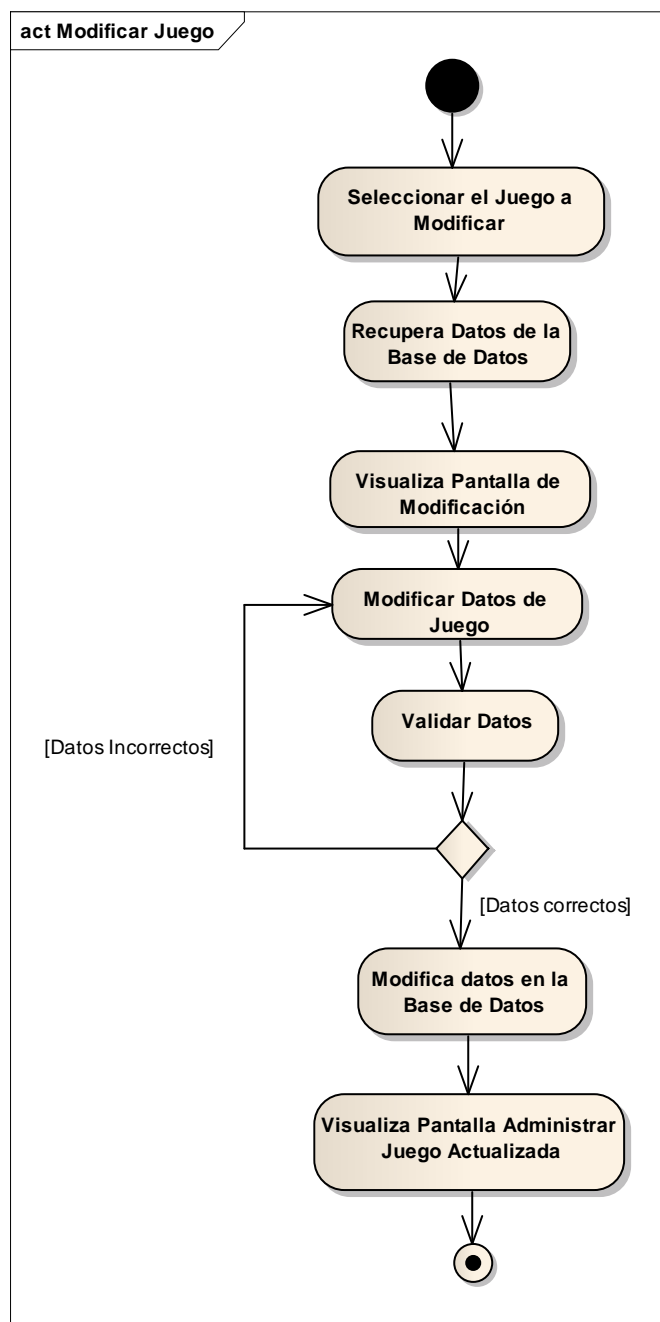 act Modificar Juego
Seleccionar el Juego a
Modificar
Recupera Datos de la
Base de Datos
Visualiza Pantalla de
Modificación
Modificar Datos de
Juego
Validar Datos
[Datos Incorrectos]
[Datos correctos]
Modifica datos en la
Base de Datos
Visualiza Pantalla Administrar
Juego Actualizada